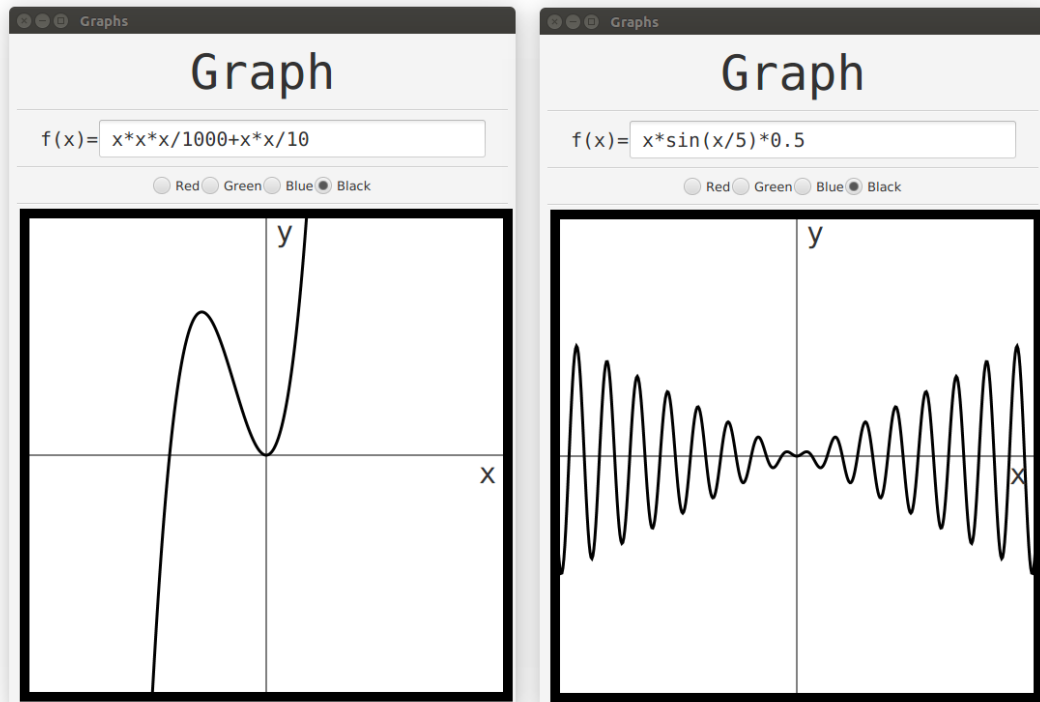 Graphs
Graph
f(x)= x*x*x/1000+x*x/10
Red Green Blue Black
y
x
Graphs
Graph
f(x)= x*sin(x/5)*0.5
Red Green Blue Black
y
x